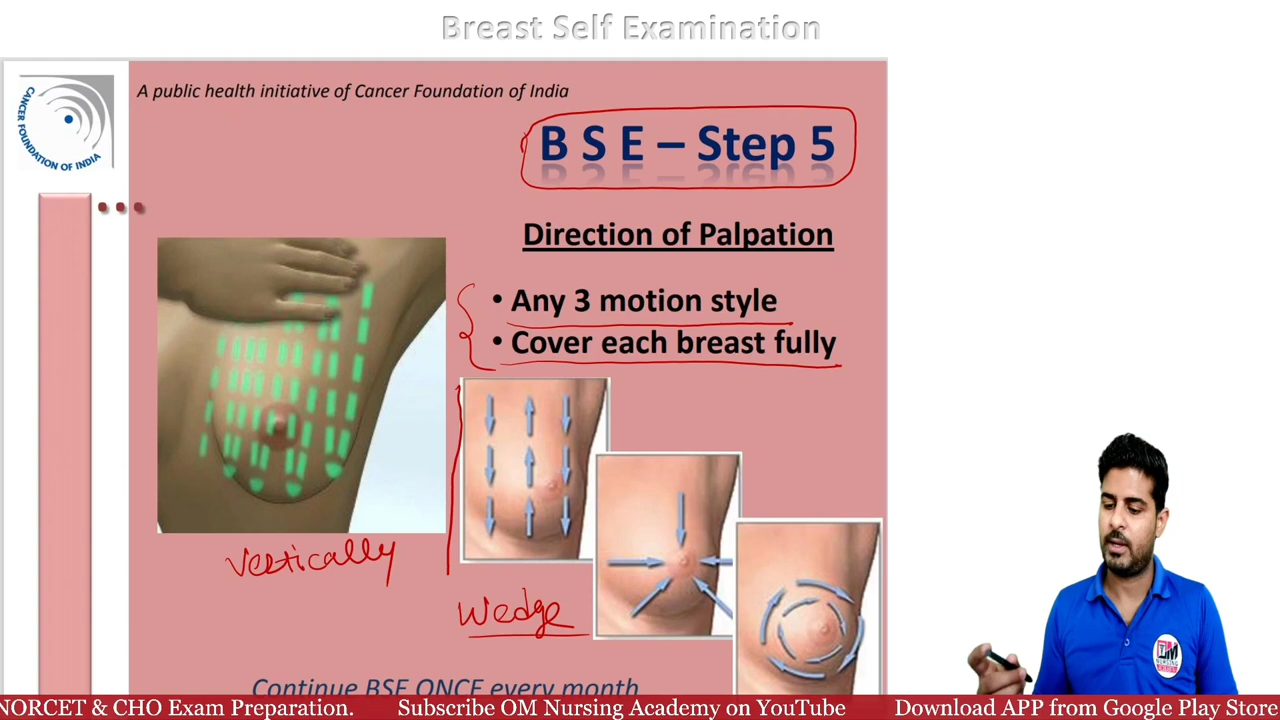 Breast Self Examination
A public health initiative of Cancer Foundation of India
CANCER FOUNDATION OF INDIA
B S E – Step 5
Direction of Palpation
• Any 3 motion style
• Cover each breast fully
Vertically
Wedge
Continue BSE ONCE every month
OM
NORCET & CHO Exam Preparation. Subscribe OM Nursing Academy on YouTube Download APP from Google Play Store